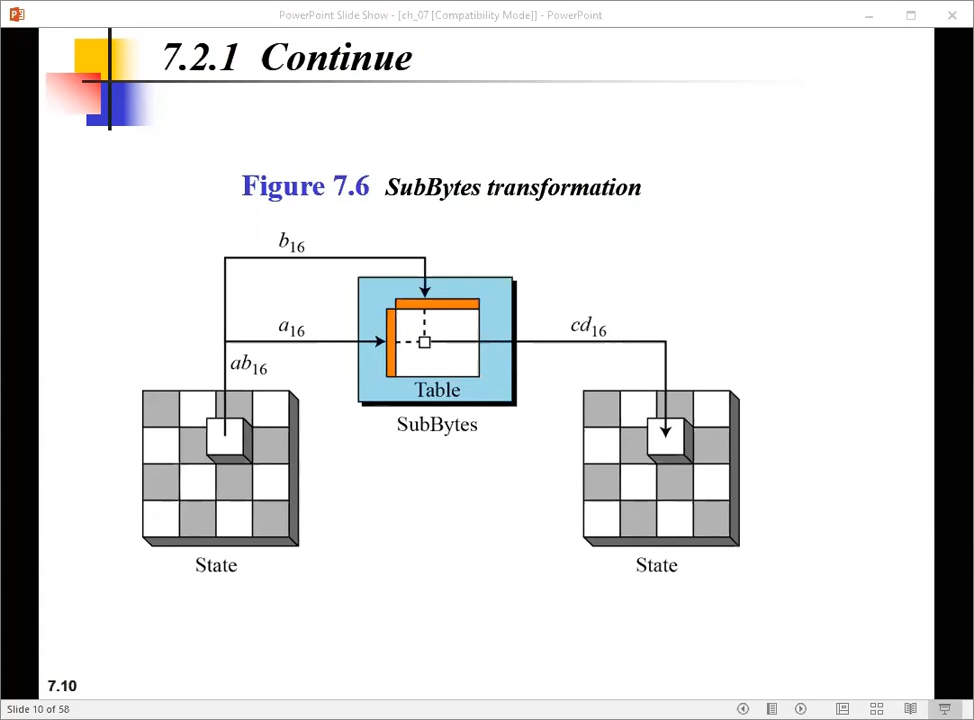 PowerPoint Slide Show - [ch_07 [Compatibility Mode]] - PowerPoint
7.2.1 Continue
Figure 7.6 SubBytes transformation
b16
a16
cd16
ab16
Table
SubBytes
State
State
7.10
Slide 10 of 58